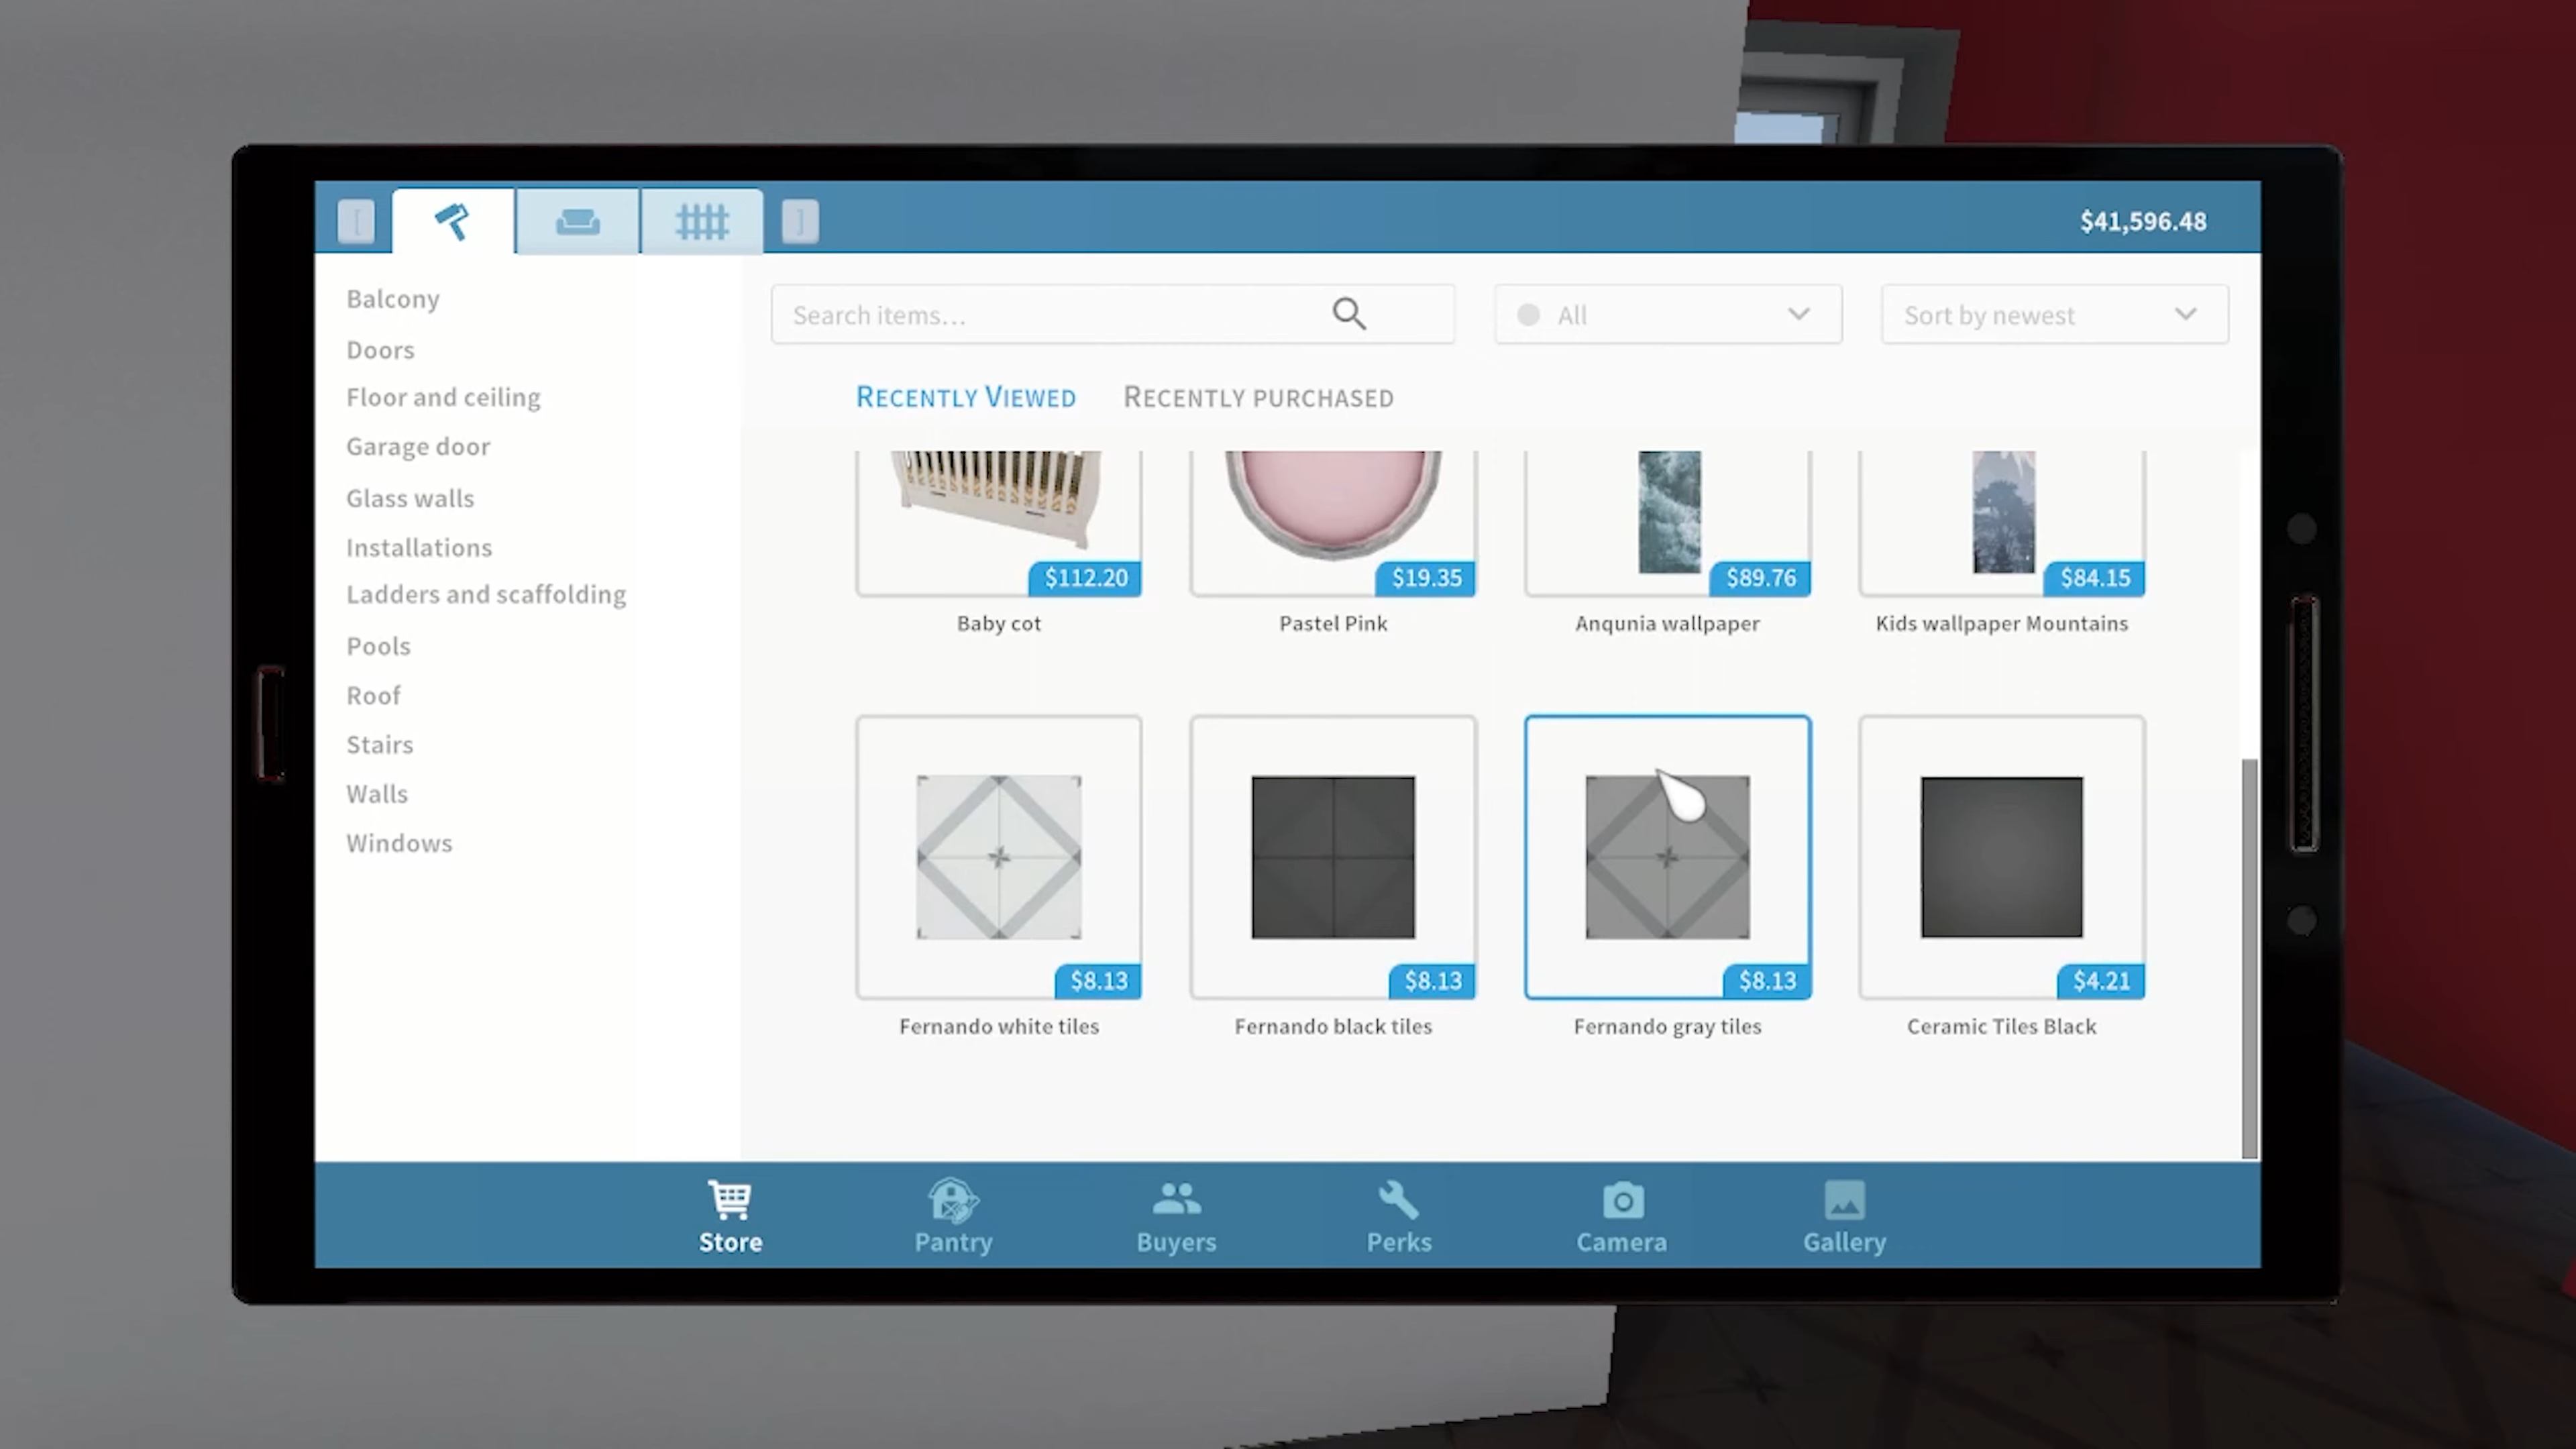 [
]
$41,596.48
Balcony
Doors
Floor and ceiling
Garage door
Glass walls
Installations
Ladders and scaffolding
Pools
Roof
Stairs
Walls
Windows
Search items...
All
Sort by newest
RECENTLY VIEWED
RECENTLY PURCHASED
$112.20
$19.35
$89.76
$84.15
Baby cot
Pastel Pink
Anqunia wallpaper
Kids wallpaper Mountains
$8.13
$8.13
$8.13
$4.21
Fernando white tiles
Fernando black tiles
Fernando gray tiles
Ceramic Tiles Black
Store
Pantry
Buyers
Perks
Camera
Gallery